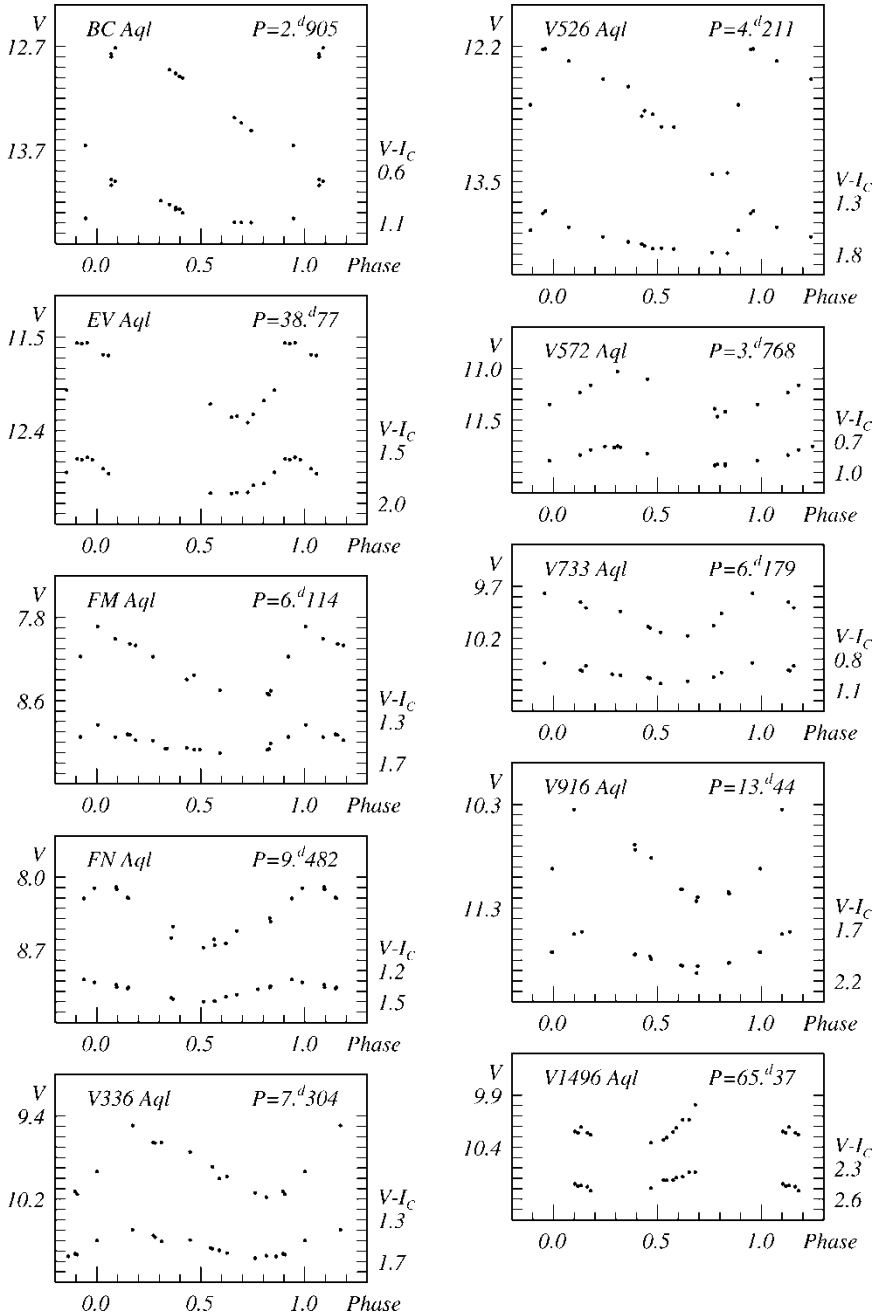 V
BC Aql P=2.ᵈ905
12.7
13.7
V-I_C
0.6
1.1
0.0 0.5 1.0 Phase
V
EV Aql P=38.ᵈ77
11.5
12.4
V-I_C
1.5
2.0
0.0 0.5 1.0 Phase
V
FM Aql P=6.ᵈ114
7.8
8.6
V-I_C
1.3
1.7
0.0 0.5 1.0 Phase
V
FN Aql P=9.ᵈ482
8.0
8.7
V-I_C
1.2
1.5
0.0 0.5 1.0 Phase
V
V336 Aql P=7.ᵈ304
9.4
10.2
V-I_C
1.3
1.7
0.0 0.5 1.0 Phase
V
V526 Aql P=4.ᵈ211
12.2
13.5
V-I_C
1.3
1.8
0.0 0.5 1.0 Phase
V
V572 Aql P=3.ᵈ768
11.0
11.5
V-I_C
0.7
1.0
0.0 0.5 1.0 Phase
V
V733 Aql P=6.ᵈ179
9.7
10.2
V-I_C
0.8
1.1
0.0 0.5 1.0 Phase
V
V916 Aql P=13.ᵈ44
10.3
11.3
V-I_C
1.7
2.2
0.0 0.5 1.0 Phase
V
V1496 Aql P=65.ᵈ37
9.9
10.4
V-I_C
2.3
2.6
0.0 0.5 1.0 Phase